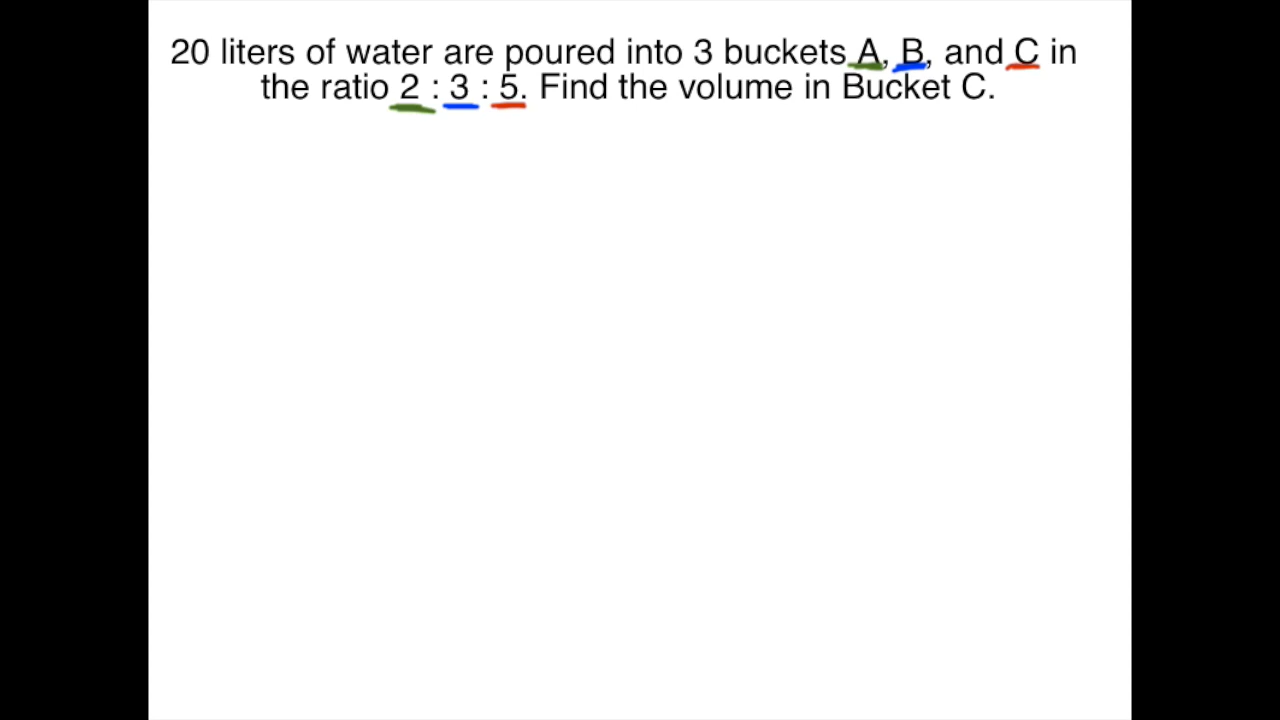 20 liters of water are poured into 3 buckets A, B, and C in
the ratio 2 : 3 : 5. Find the volume in Bucket C.